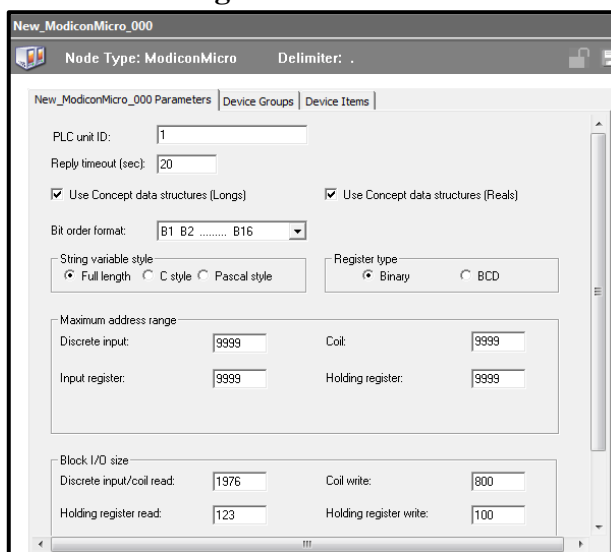 New_ModiconMicro_000
Node Type: ModiconMicro Delimiter: .
New_ModiconMicro_000 Parameters Device Groups Device Items
PLC unit ID: 1
Reply timeout (sec): 20
Use Concept data structures (Longs) Use Concept data structures (Reals)
Bit order format: B1 B2 ......... B16
String variable style Register type
Full length C style Pascal style Binary BCD
Maximum address range
Discrete input: 9999 Coil: 9999
Input register: 9999 Holding register: 9999
Block I/O size
Discrete input/coil read: 1976 Coil write: 800
Holding register read: 123 Holding register write: 100